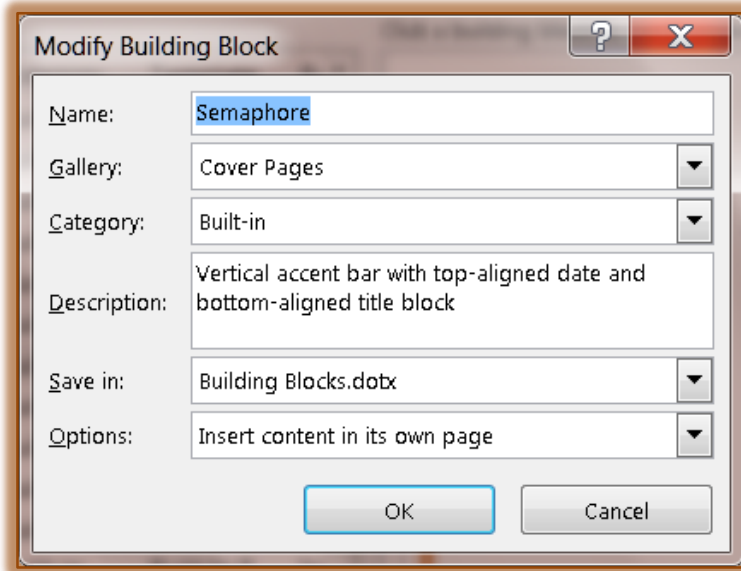 Modify Building Block
Name: Semaphore
Gallery: Cover Pages
Category: Built-in
Description: Vertical accent bar with top-aligned date and
bottom-aligned title block
Save in: Building Blocks.dotx
Options: Insert content in its own page
OK Cancel